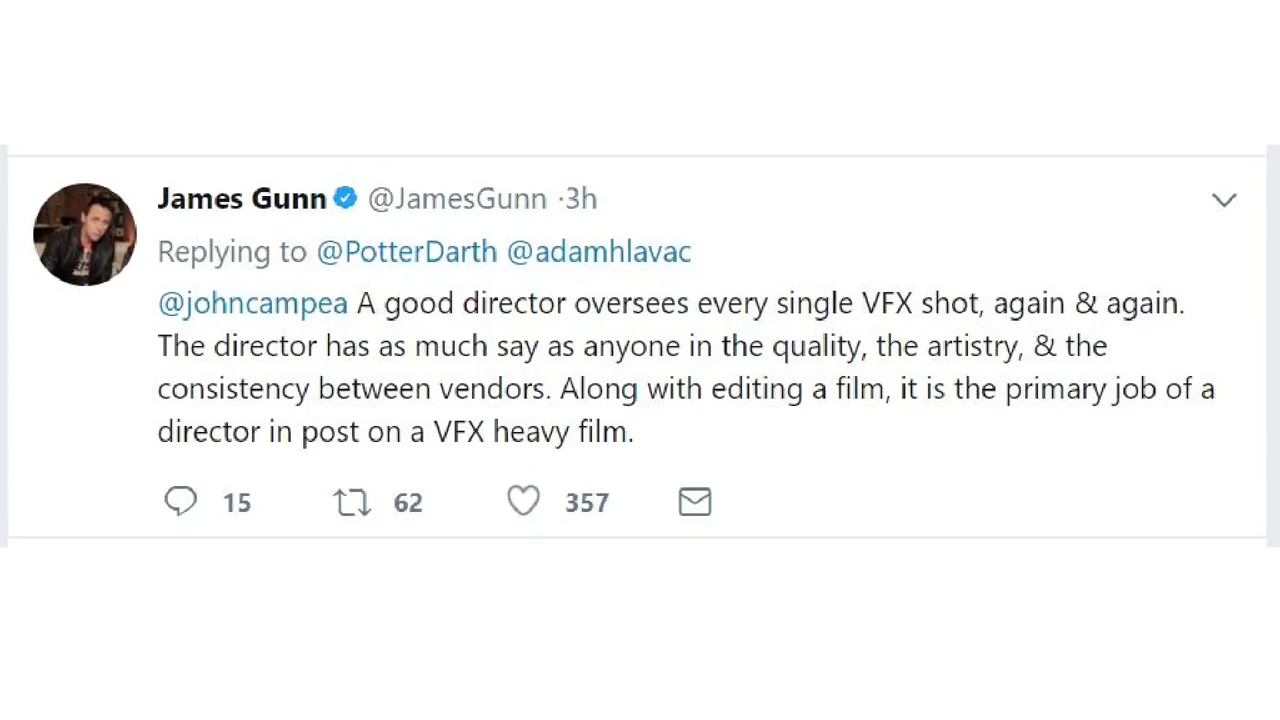 James Gunn @JamesGunn ·3h
Replying to @PotterDarth @adamhlavac
@johncampea A good director oversees every single VFX shot, again & again.
The director has as much say as anyone in the quality, the artistry, & the
consistency between vendors. Along with editing a film, it is the primary job of a
director in post on a VFX heavy film.
15 62 357